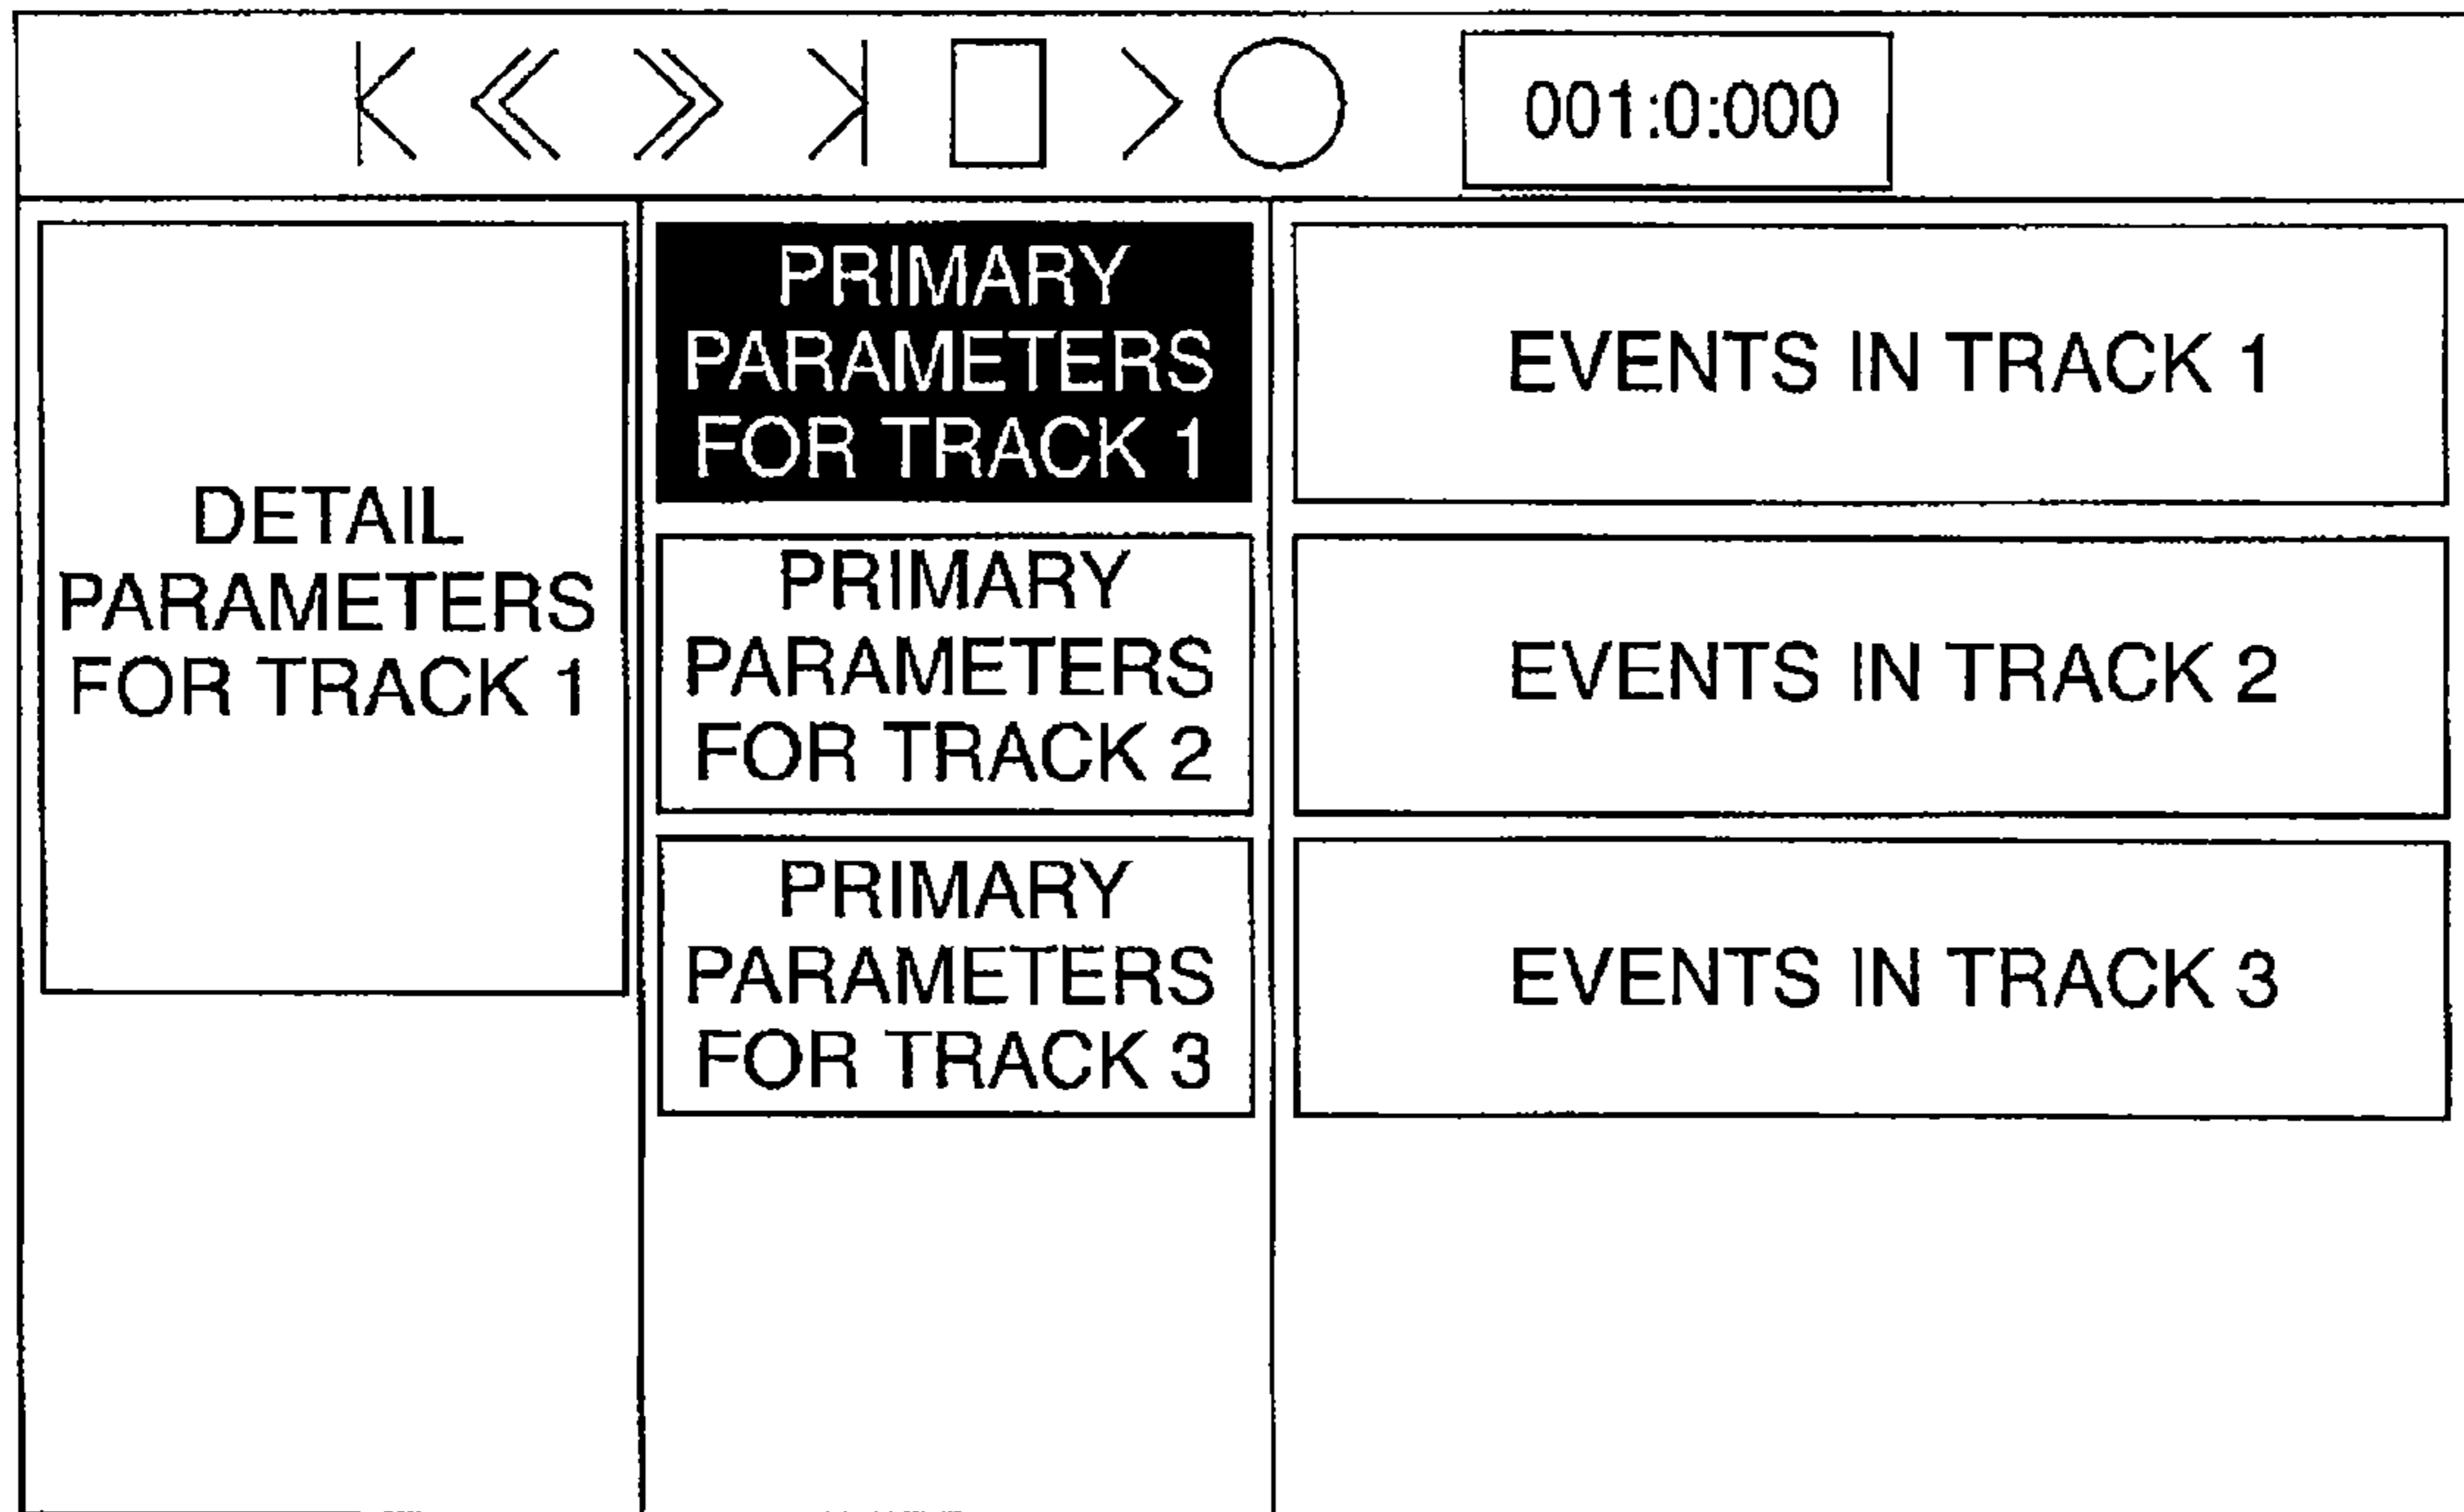 001:0:000
DETAIL
PARAMETERS
FOR TRACK 1
PRIMARY
PARAMETERS
FOR TRACK 1
EVENTS IN TRACK 1
PRIMARY
PARAMETERS
FOR TRACK 2
EVENTS IN TRACK 2
PRIMARY
PARAMETERS
FOR TRACK 3
EVENTS IN TRACK 3